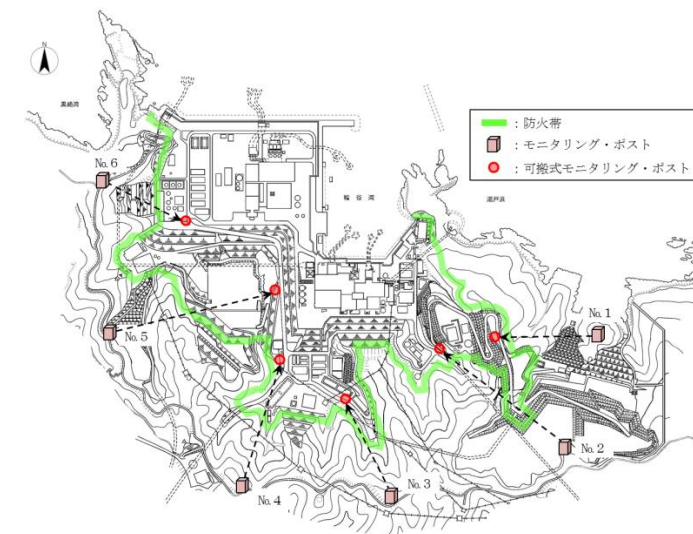 N
黒崎湾
：防火帯
：モニタリング・ポスト
：可搬式モニタリング・ポスト
No.6
輪谷湾
瀬戸浜
No.1
No.5
No.2
No.3
No.4